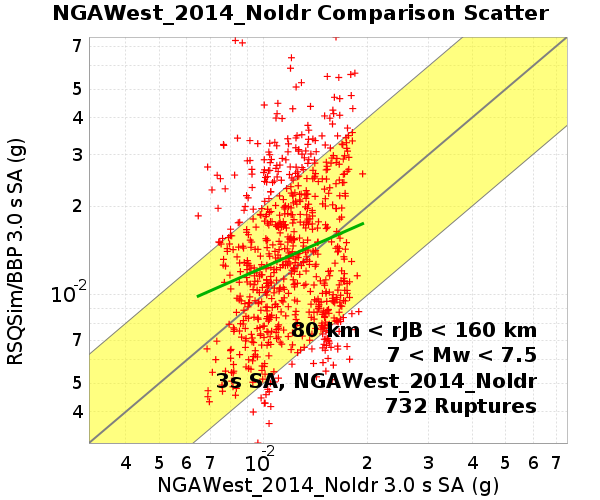 NGAWest_2014_NoIdr Comparison Scatter
RSQSim/BBP 3.0 s SA (g)
7
5
4
3
2
10-2
7
5
4
80 km < rJB < 160 km
7 < Mw < 7.5
3s SA, NGAWest_2014_NoIdr
732 Ruptures
4 5 6 7 10-2 2 3 4 5 6 7
NGAWest_2014_NoIdr 3.0 s SA (g)